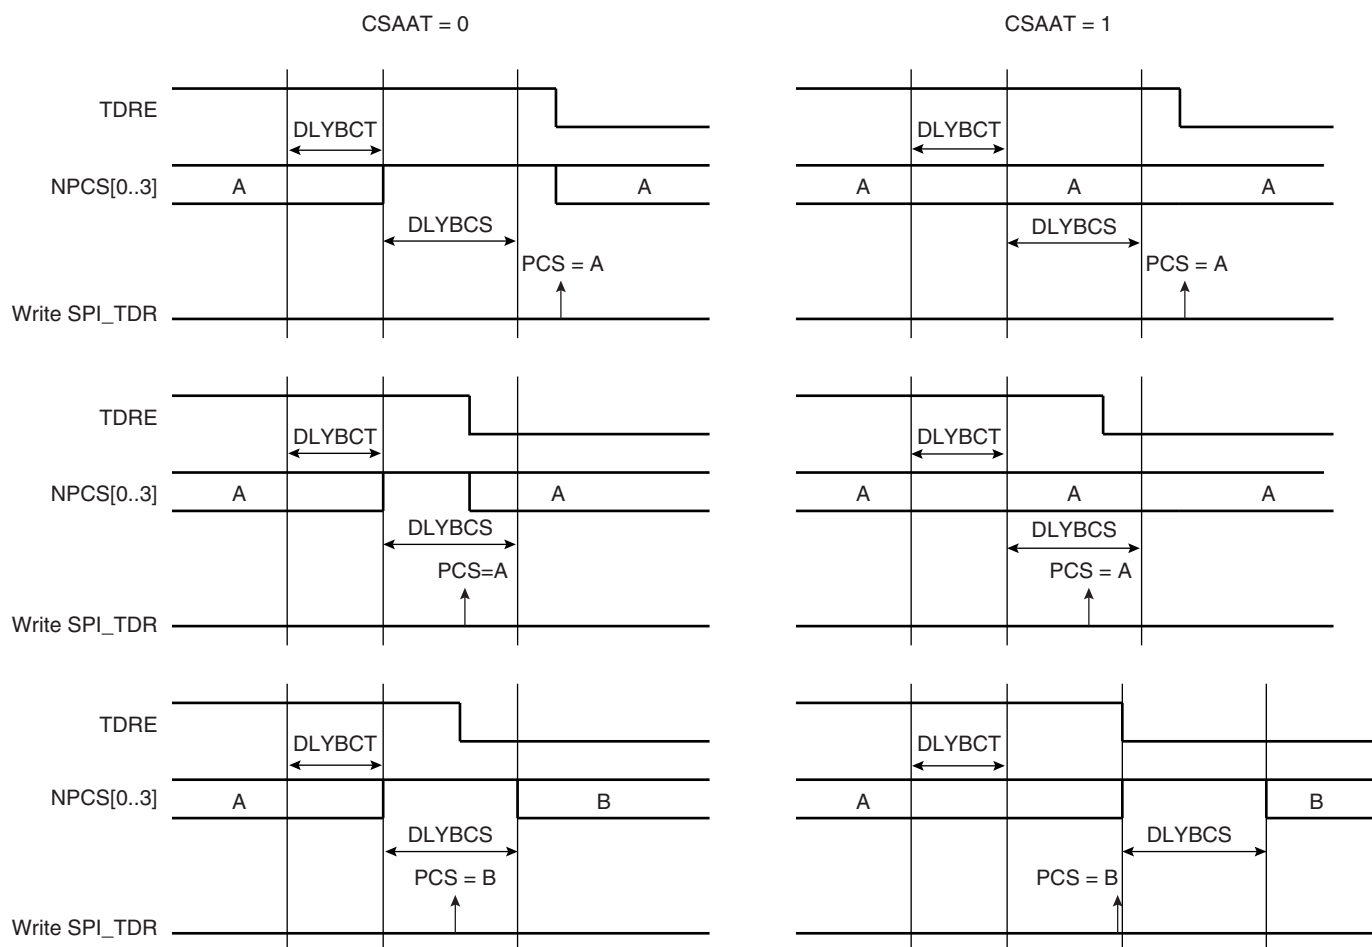 CSAAT = 0 CSAAT = 1
TDRE
DLYBCT DLYBCT
NPCS[0..3] A A A A A
DLYBCS DLYBCS
PCS = A PCS = A
Write SPI_TDR
TDRE
DLYBCT DLYBCT
NPCS[0..3] A A A A A
DLYBCS DLYBCS
PCS=A PCS = A
Write SPI_TDR
TDRE
DLYBCT DLYBCT
NPCS[0..3] A B A B
DLYBCS DLYBCS
PCS = B PCS = B
Write SPI_TDR